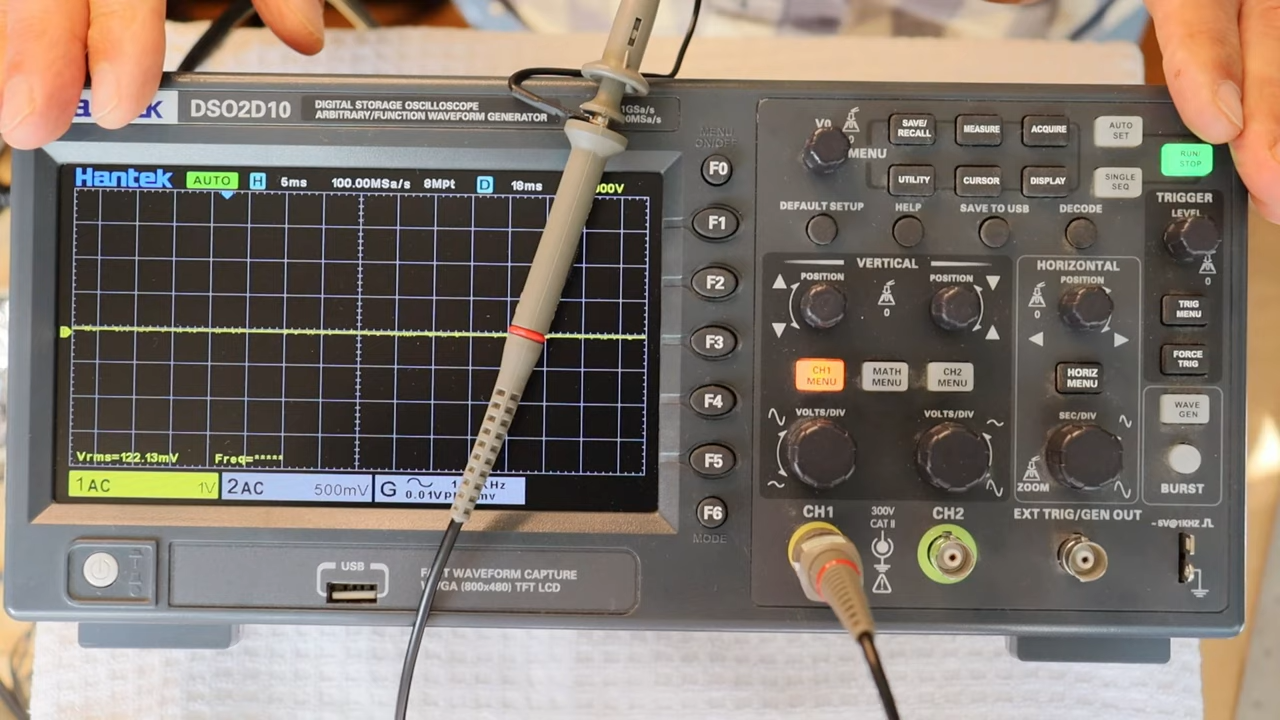 DSO2D10
DIGITAL STORAGE OSCILLOSCOPE
ARBITRARY/FUNCTION WAVEFORM GENERATOR
1GSa/s
MENU
ON/OFF
Hantek AUTO H 5ms 100.00MSa/s 8Mpt D 18ms
Vrms=122.13mV Freq=*****
1AC 1V 2AC 500mV G
F0
F1
F2
F3
F4
F5
F6
MODE
V0
0
MENU
SAVE/
RECALL
MEASURE
ACQUIRE
AUTO
SET
RUN/
STOP
UTILITY
CURSOR
DISPLAY
SINGLE
SEQ
DEFAULT SETUP
HELP
SAVE TO USB
DECODE
TRIGGER
LEVEL
0
TRIG
MENU
FORCE
TRIG
VERTICAL
POSITION
0
POSITION
CH1
MENU
MATH
MENU
CH2
MENU
VOLTS/DIV
VOLTS/DIV
HORIZONTAL
POSITION
0
HORIZ
MENU
SEC/DIV
ZOOM
WAVE
GEN
BURST
CH1
300V
CAT II
CH2
EXT TRIG/GEN OUT
~5V@1KHZ
USB
WAVEFORM CAPTURE
(800x480) TFT LCD